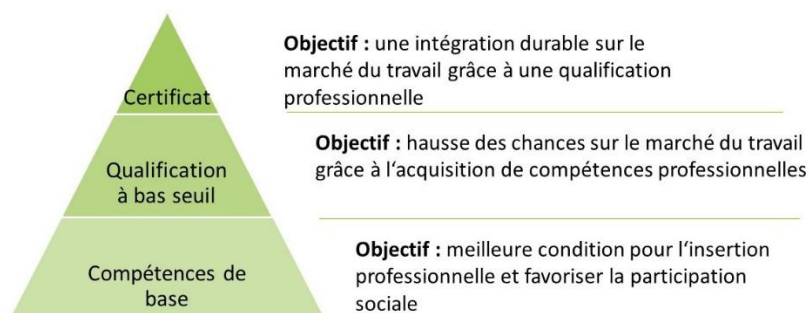 Certificat
Objectif : une intégration durable sur le
marché du travail grâce à une qualification
professionnelle
Qualification
à bas seuil
Objectif : hausse des chances sur le marché du travail
grâce à l‘acquisition de compétences professionnelles
Compétences de
base
Objectif : meilleure condition pour l‘insertion
professionnelle et favoriser la participation
sociale